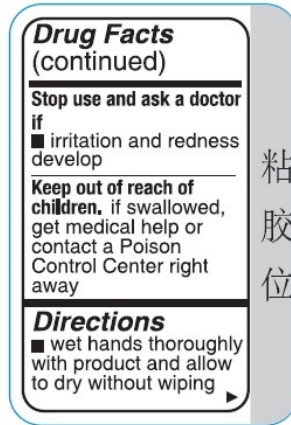 Drug Facts
(continued)
Stop use and ask a doctor
if
■ irritation and redness
develop
Keep out of reach of
children. if swallowed,
get medical help or
contact a Poison
Control Center right
away
Directions
■ wet hands thoroughly
with product and allow
to dry without wiping
▶
粘
胶
位